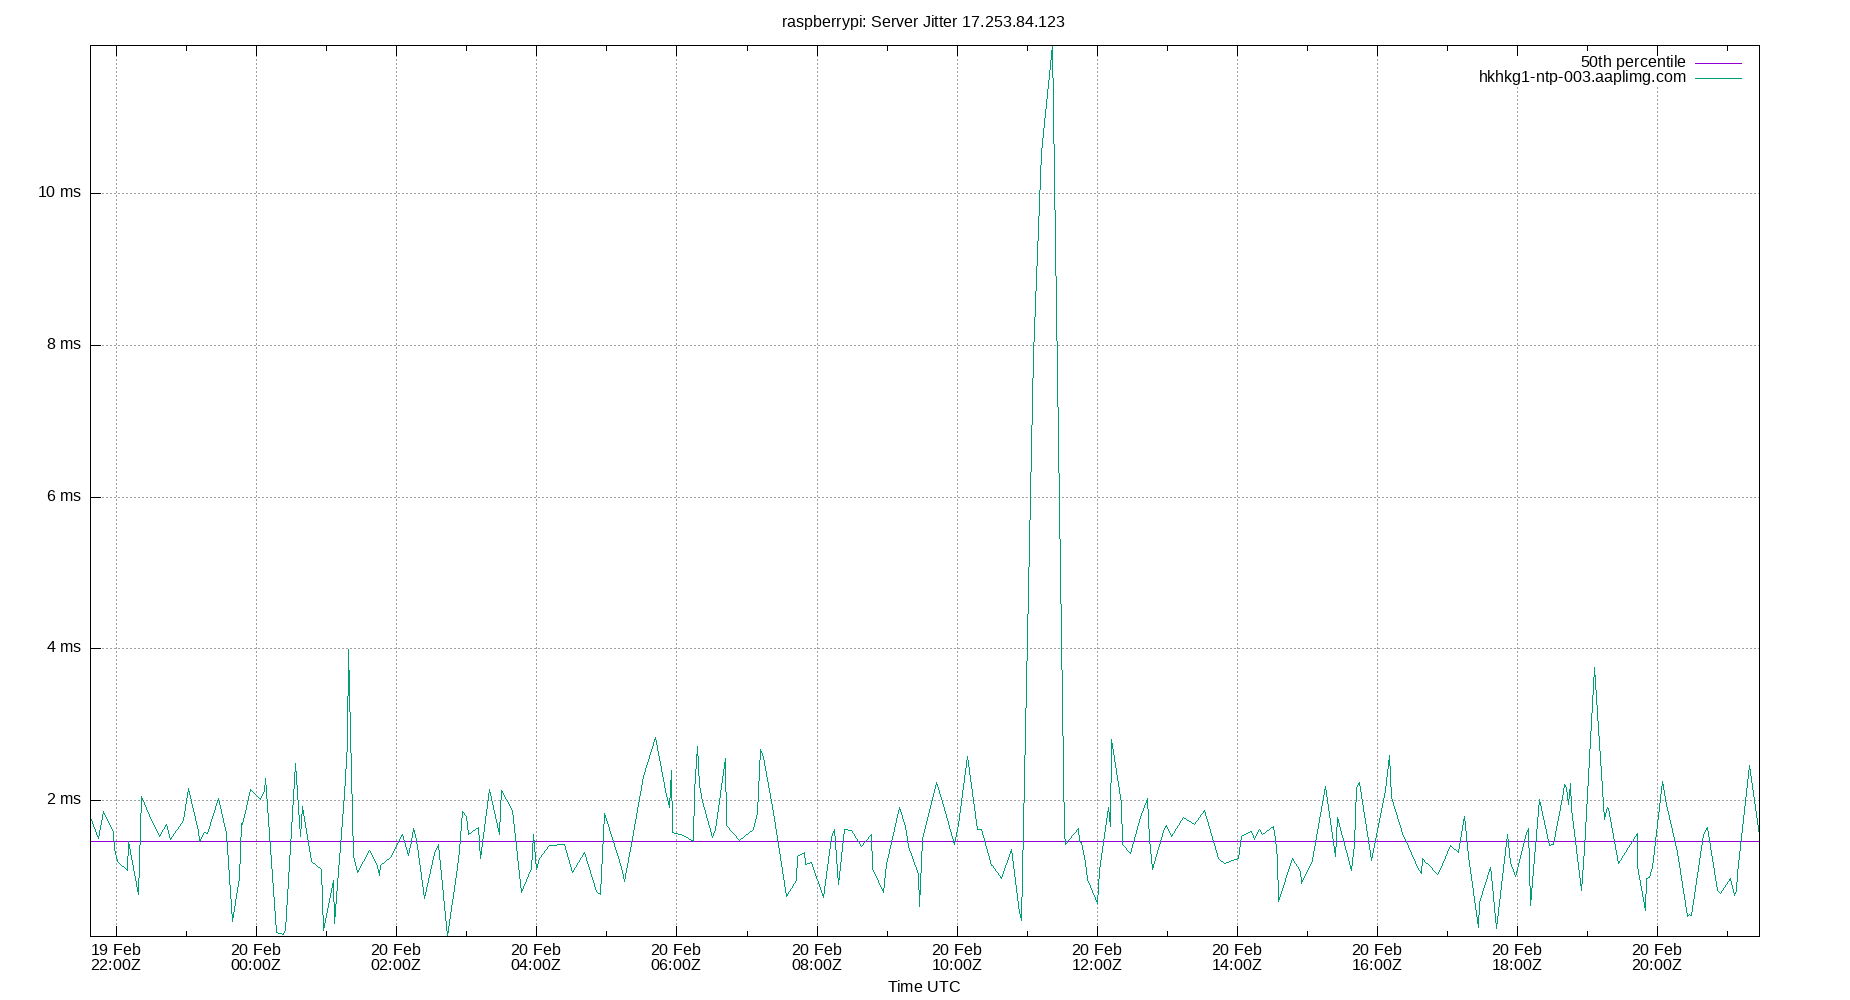 raspberrypi: Server Jitter 17.253.84.123
50th percentile
hkhkg1-ntp-003.aaplimg.com
10 ms
8 ms
6 ms
4 ms
2 ms
19 Feb 20 Feb 20 Feb 20 Feb 20 Feb 20 Feb 20 Feb 20 Feb 20 Feb 20 Feb 20 Feb 20 Feb
22:00Z 00:00Z 02:00Z 04:00Z 06:00Z 08:00Z 10:00Z 12:00Z 14:00Z 16:00Z 18:00Z 20:00Z
Time UTC